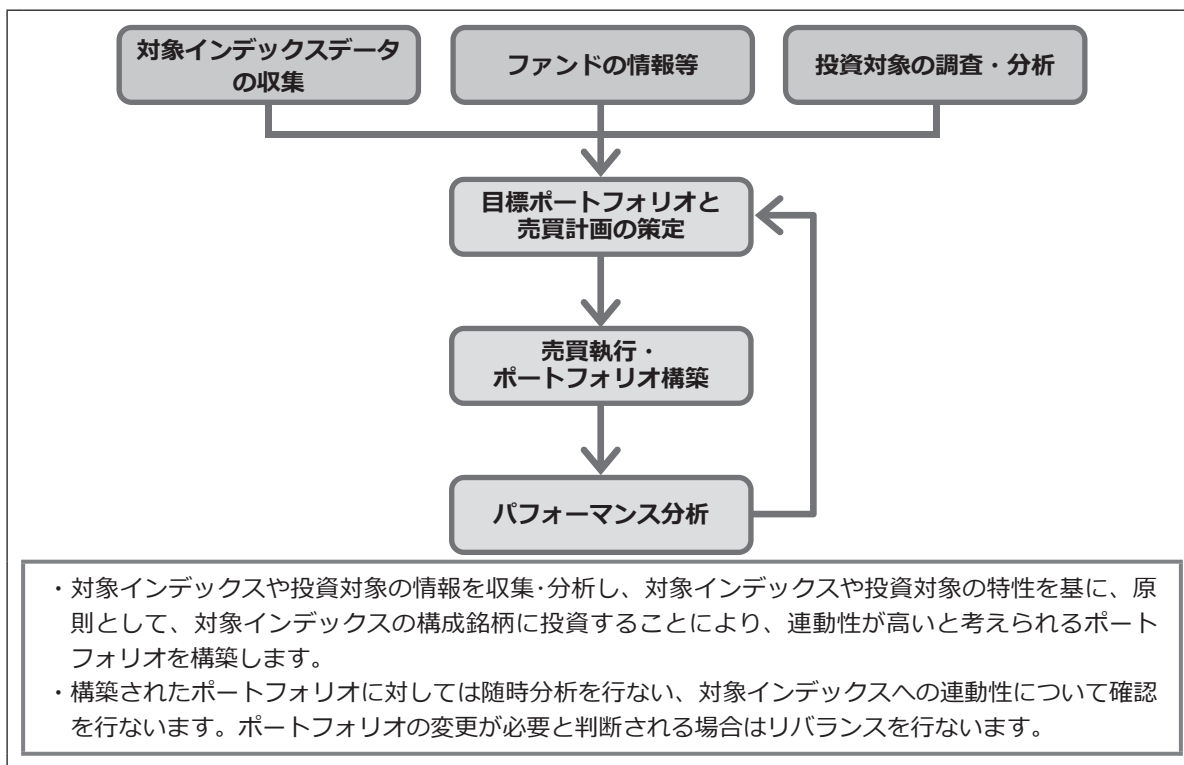 対象インデックスデータ
の収集
ファンドの情報等
投資対象の調査・分析
目標ポートフォリオと
売買計画の策定
売買執行・
ポートフォリオ構築
パフォーマンス分析
・対象インデックスや投資対象の情報を収集･分析し、対象インデックスや投資対象の特性を基に、原
則として、対象インデックスの構成銘柄に投資することにより、連動性が高いと考えられるポート
フォリオを構築します。
・構築されたポートフォリオに対しては随時分析を行ない、対象インデックスへの連動性について確認
を行ないます。ポートフォリオの変更が必要と判断される場合はリバランスを行ないます。